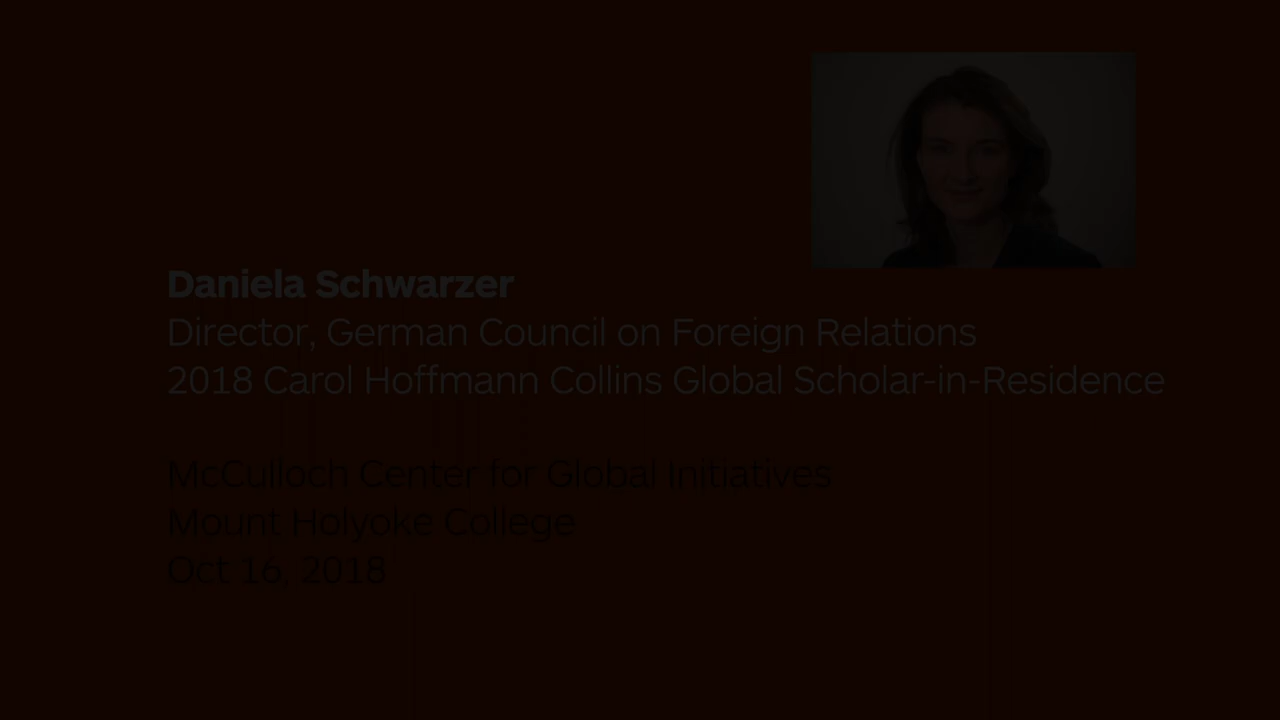 Daniela Schwarzer
Director, German Council on Foreign Relations
2018 Carol Hoffmann Collins Global Scholar-in-Residence
McCulloch Center for Global Initiatives
Mount Holyoke College
Oct 16, 2018